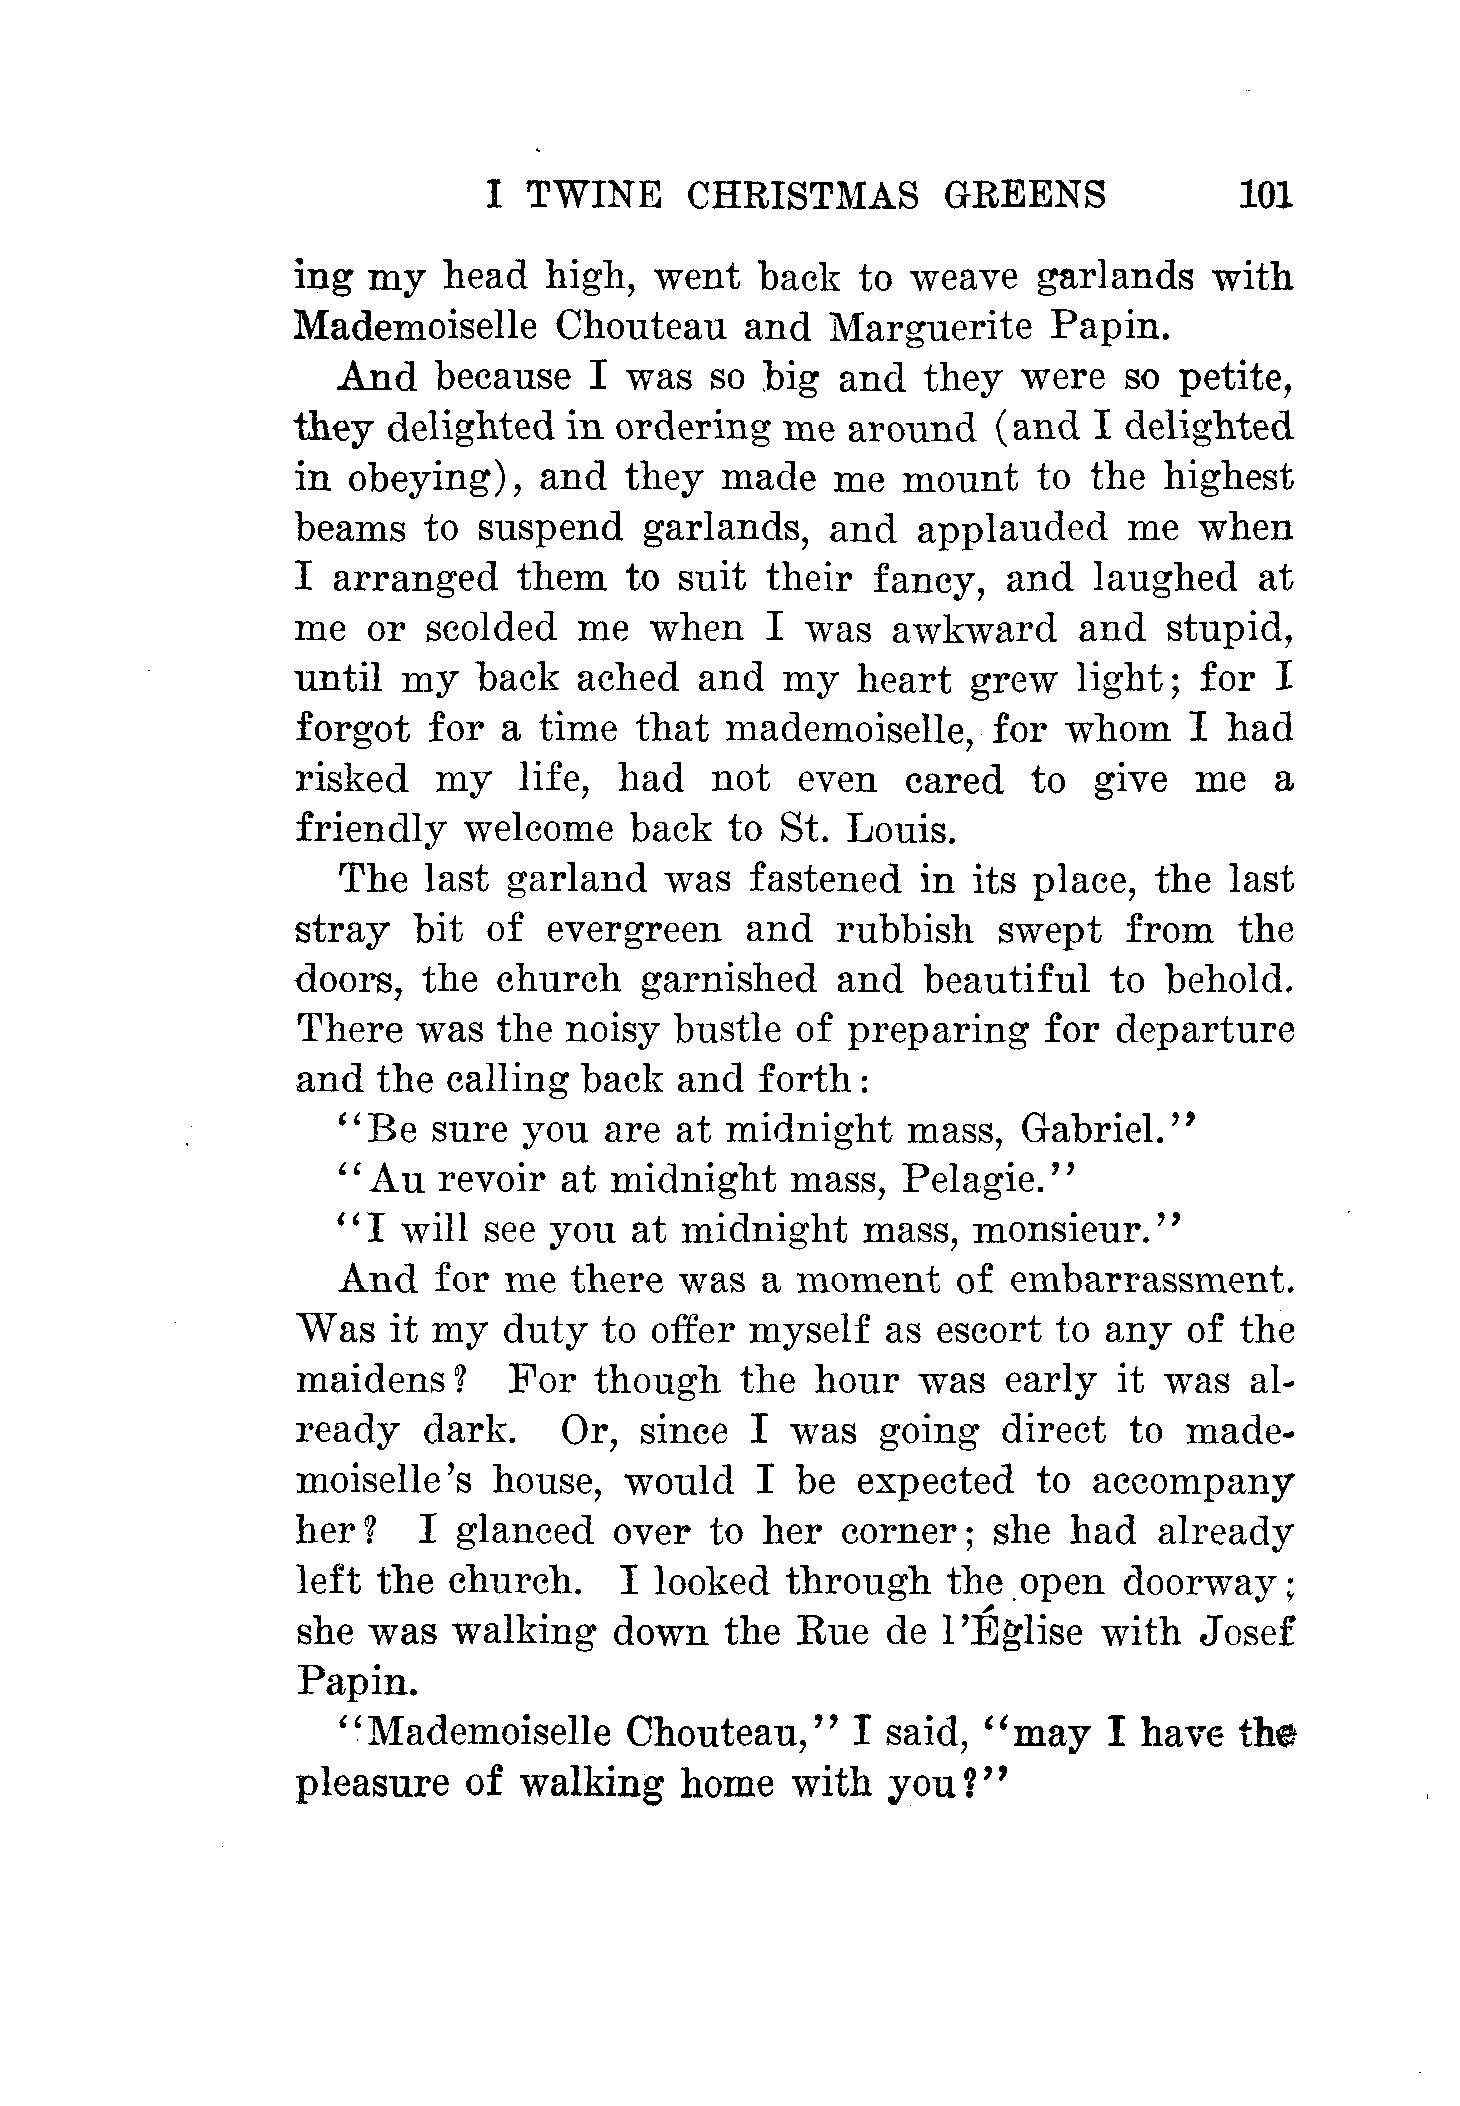 I TWINE CHRISTMAS GREENS 101
ing my head high, went back to weave garlands with
Mademoiselle Chouteau and Marguerite Papin.
And because I was so big and they were so petite,
they delighted in ordering me around (and I delighted
in obeying), and they made me mount to the highest
beams to suspend garlands, and applauded me when
I arranged them to suit their fancy, and laughed at
me or scolded me when I was awkward and stupid,
until my back ached and my heart grew light; for I
forgot for a time that mademoiselle, for whom I had
risked my life, had not even cared to give me a
friendly welcome back to St. Louis.
The last garland was fastened in its place, the last
stray bit of evergreen and rubbish swept from the
doors, the church garnished and beautiful to behold.
There was the noisy bustle of preparing for departure
and the calling back and forth:
"Be sure you are at midnight mass, Gabriel."
"Au revoir at midnight mass, Pelagie."
"I will see you at midnight mass, monsieur."
And for me there was a moment of embarrassment.
Was it my duty to offer myself as escort to any of the
maidens? For though the hour was early it was al-
ready dark. Or, since I was going direct to made-
moiselle's house, would I be expected to accompany
her? I glanced over to her corner; she had already
left the church. I looked through the open doorway;
she was walking down the Rue de l'Église with Josef
Papin.
"Mademoiselle Chouteau," I said, "may I have the
pleasure of walking home with you?"